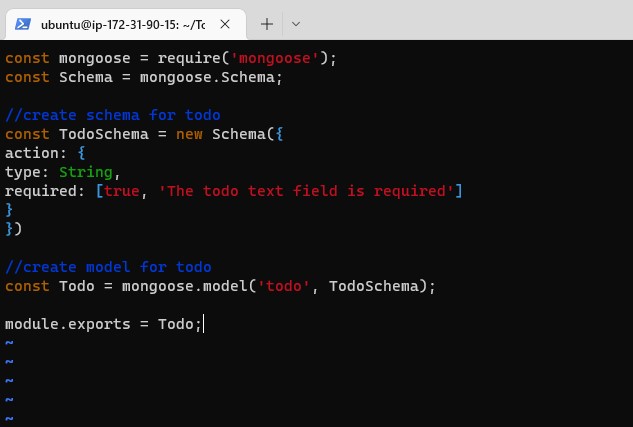 ubuntu@ip-172-31-90-15: ~/To
const mongoose = require('mongoose');
const Schema = mongoose.Schema;
//create schema for todo
const TodoSchema = new Schema({
action: {
type: String,
required: [true, 'The todo text field is required']
}
})
//create model for todo
const Todo = mongoose.model('todo', TodoSchema);
module.exports = Todo;
~
~
~
~
~